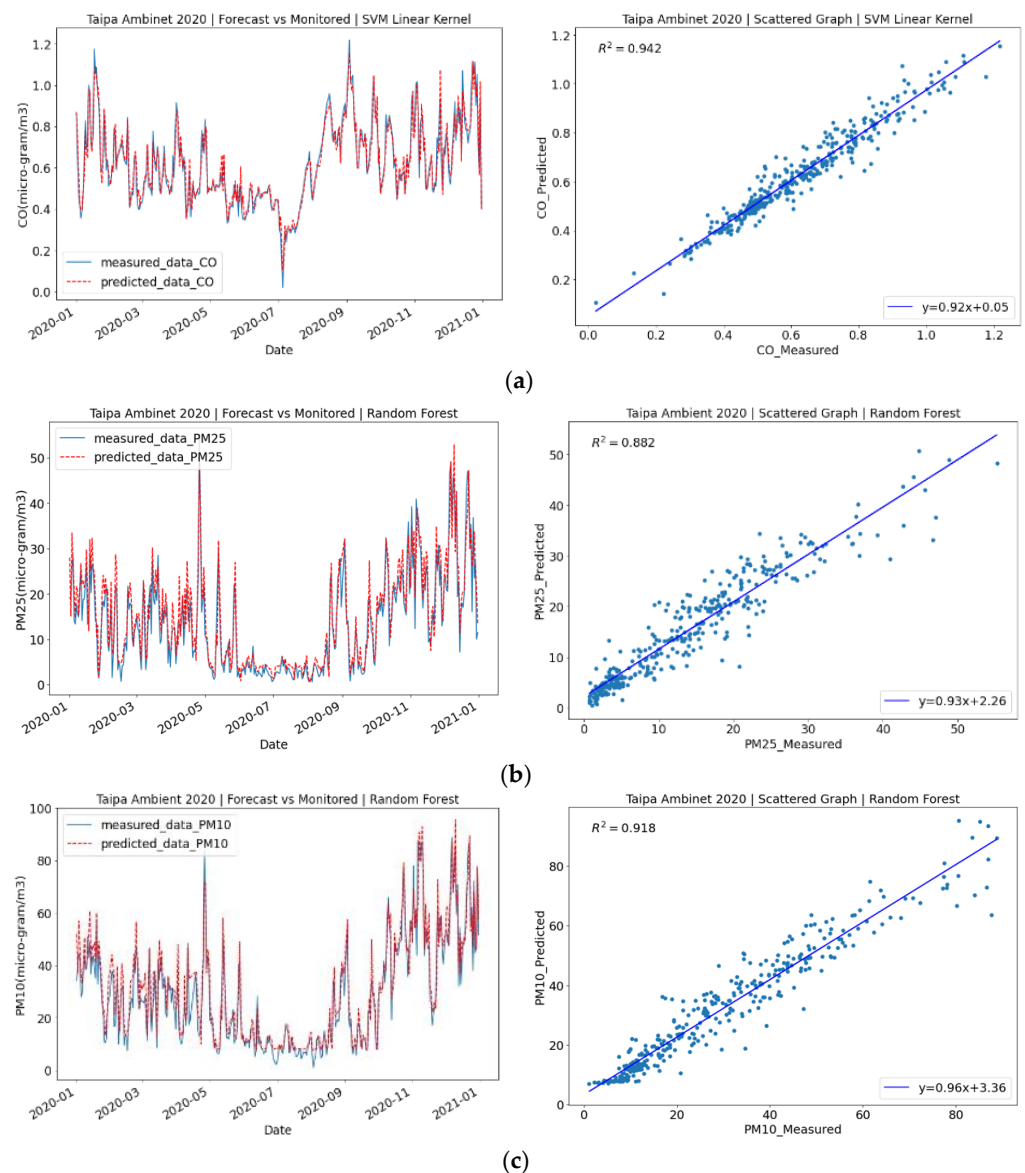 Taipa Ambinet 2020 | Forecast vs Monitored | SVM Linear Kernel
CO(micro-gram/m3)
1.2
1.0
0.8
0.6
0.4
0.2
0.0
measured_data_CO
predicted_data_CO
2020-01
2020-03
2020-05
2020-07
2020-09
2020-11
2021-01
Date
Taipa Ambinet 2020 | Scattered Graph | SVM Linear Kernel
R² = 0.942
CO_Predicted
1.2
1.0
0.8
0.6
0.4
0.2
y=0.92x+0.05
0.0
0.2
0.4
0.6
0.8
1.0
1.2
CO_Measured
(a)
Taipa Ambinet 2020 | Forecast vs Monitored | Random Forest
PM25(micro-gram/m3)
measured_data_PM25
predicted_data_PM25
50
40
30
20
10
0
2020-01
2020-03
2020-05
2020-07
2020-09
2020-11
2021-01
Date
Taipa Ambient 2020 | Scattered Graph | Random Forest
R² = 0.882
PM25_Predicted
50
40
30
20
10
0
y=0.93x+2.26
0
10
20
30
40
50
PM25_Measured
(b)
Taipa Ambient 2020 | Forecast vs Monitored | Random Forest
PM10(micro-gram/m3)
measured_data_PM10
predicted_data_PM10
100
80
60
40
20
0
2020-01
2020-03
2020-05
2020-07
2020-09
2020-11
2021-01
Date
Taipa Ambinet 2020 | Scattered Graph | Random Forest
R² = 0.918
PM10_Predicted
80
60
40
20
0
y=0.96x+3.36
0
20
40
60
80
PM10_Measured
(c)